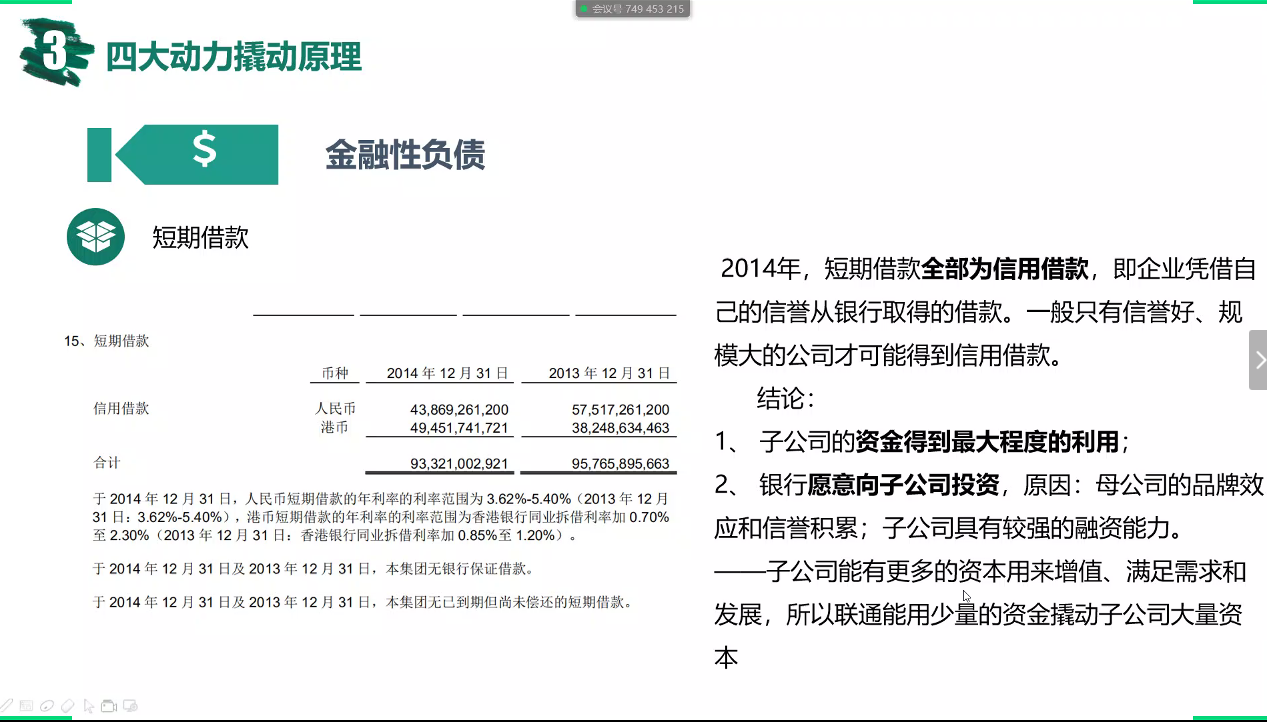 会议号 749 453 215
3 四大动力撬动原理
$
金融性负债
短期借款
15、短期借款
币种 2014 年 12 月 31 日 2013 年 12 月 31 日
信用借款 人民币 43,869,261,200 57,517,261,200
港币 49,451,741,721 38,248,634,463
合计 93,321,002,921 95,765,895,663
于 2014 年 12 月 31 日，人民币短期借款的年利率的利率范围为 3.62%-5.40%（2013 年 12 月
31 日：3.62%-5.40%），港币短期借款的年利率的利率范围为香港银行同业拆借利率加 0.70%
至 2.30%（2013 年 12 月 31 日：香港银行同业拆借利率加 0.85%至 1.20%）。
于 2014 年 12 月 31 日及 2013 年 12 月 31 日，本集团无银行保证借款。
于 2014 年 12 月 31 日及 2013 年 12 月 31 日，本集团无已到期但尚未偿还的短期借款。
2014年，短期借款全部为信用借款，即企业凭借自
己的信誉从银行取得的借款。一般只有信誉好、规
模大的公司才可能得到信用借款。
结论：
1、 子公司的资金得到最大程度的利用；
2、 银行愿意向子公司投资，原因：母公司的品牌效
应和信誉积累；子公司具有较强的融资能力。
——子公司能有更多的资本用来增值、满足需求和
发展，所以联通能用少量的资金撬动子公司大量资
本